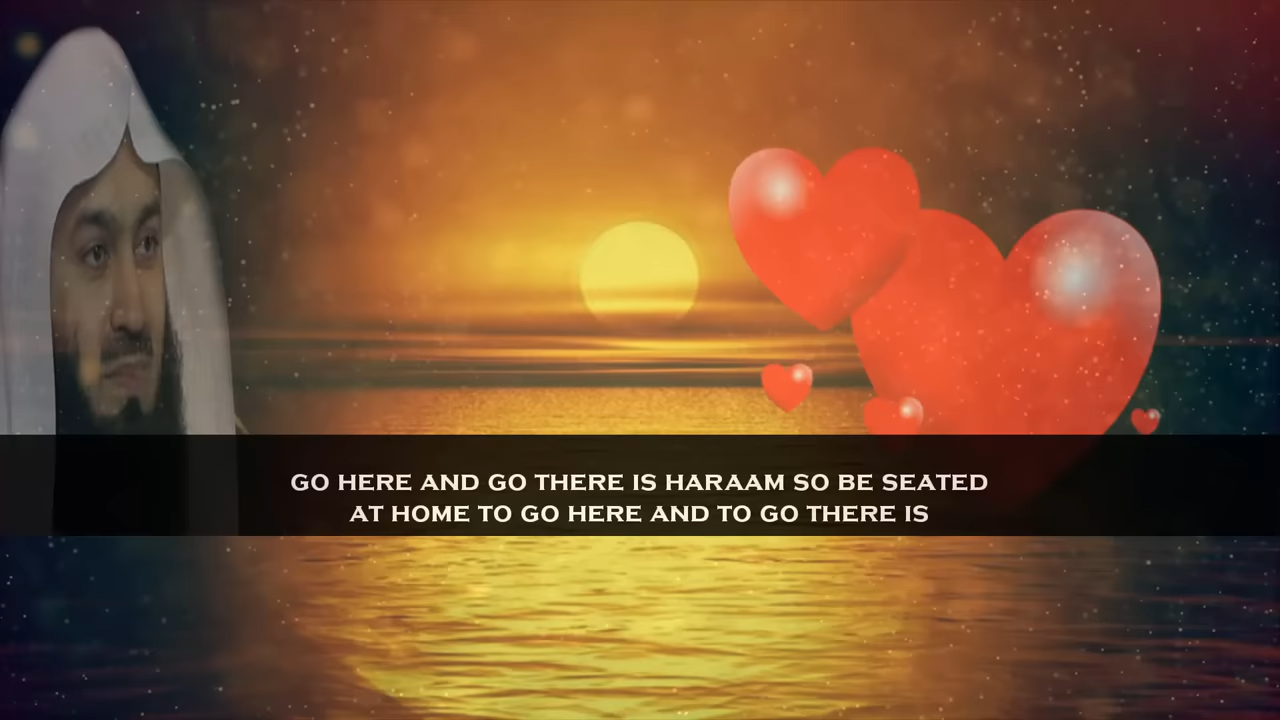 GO HERE AND GO THERE IS HARAAM SO BE SEATED
AT HOME TO GO HERE AND TO GO THERE IS